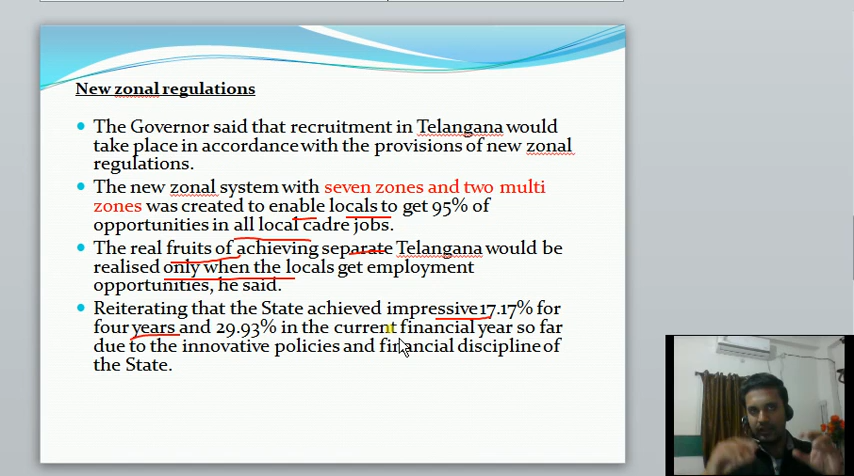 New zonal regulations
The Governor said that recruitment in Telangana would
take place in accordance with the provisions of new zonal
regulations.
The new zonal system with seven zones and two multi
zones was created to enable locals to get 95% of
opportunities in all local cadre jobs.
The real fruits of achieving separate Telangana would be
realised only when the locals get employment
opportunities, he said.
Reiterating that the State achieved impressive 17.17% for
four years and 29.93% in the current financial year so far
due to the innovative policies and financial discipline of
the State.